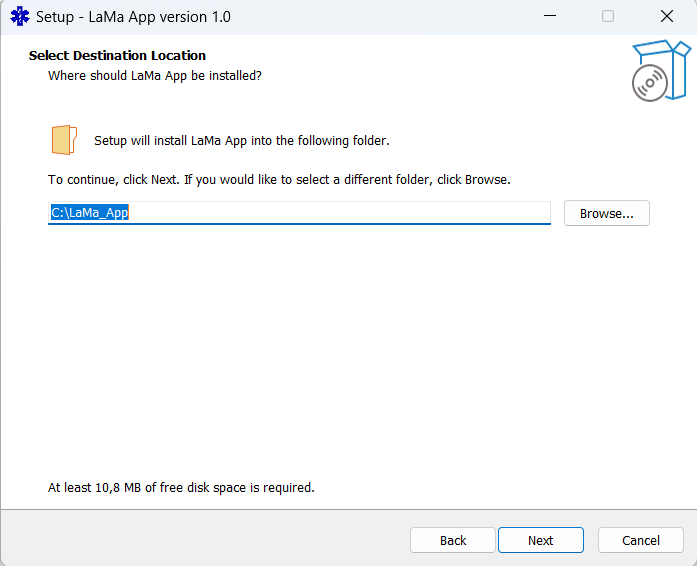 Setup - LaMa App version 1.0
Select Destination Location
Where should LaMa App be installed?
Setup will install LaMa App into the following folder.
To continue, click Next. If you would like to select a different folder, click Browse.
C:\LaMa_App
Browse...
At least 10,8 MB of free disk space is required.
Back
Next
Cancel